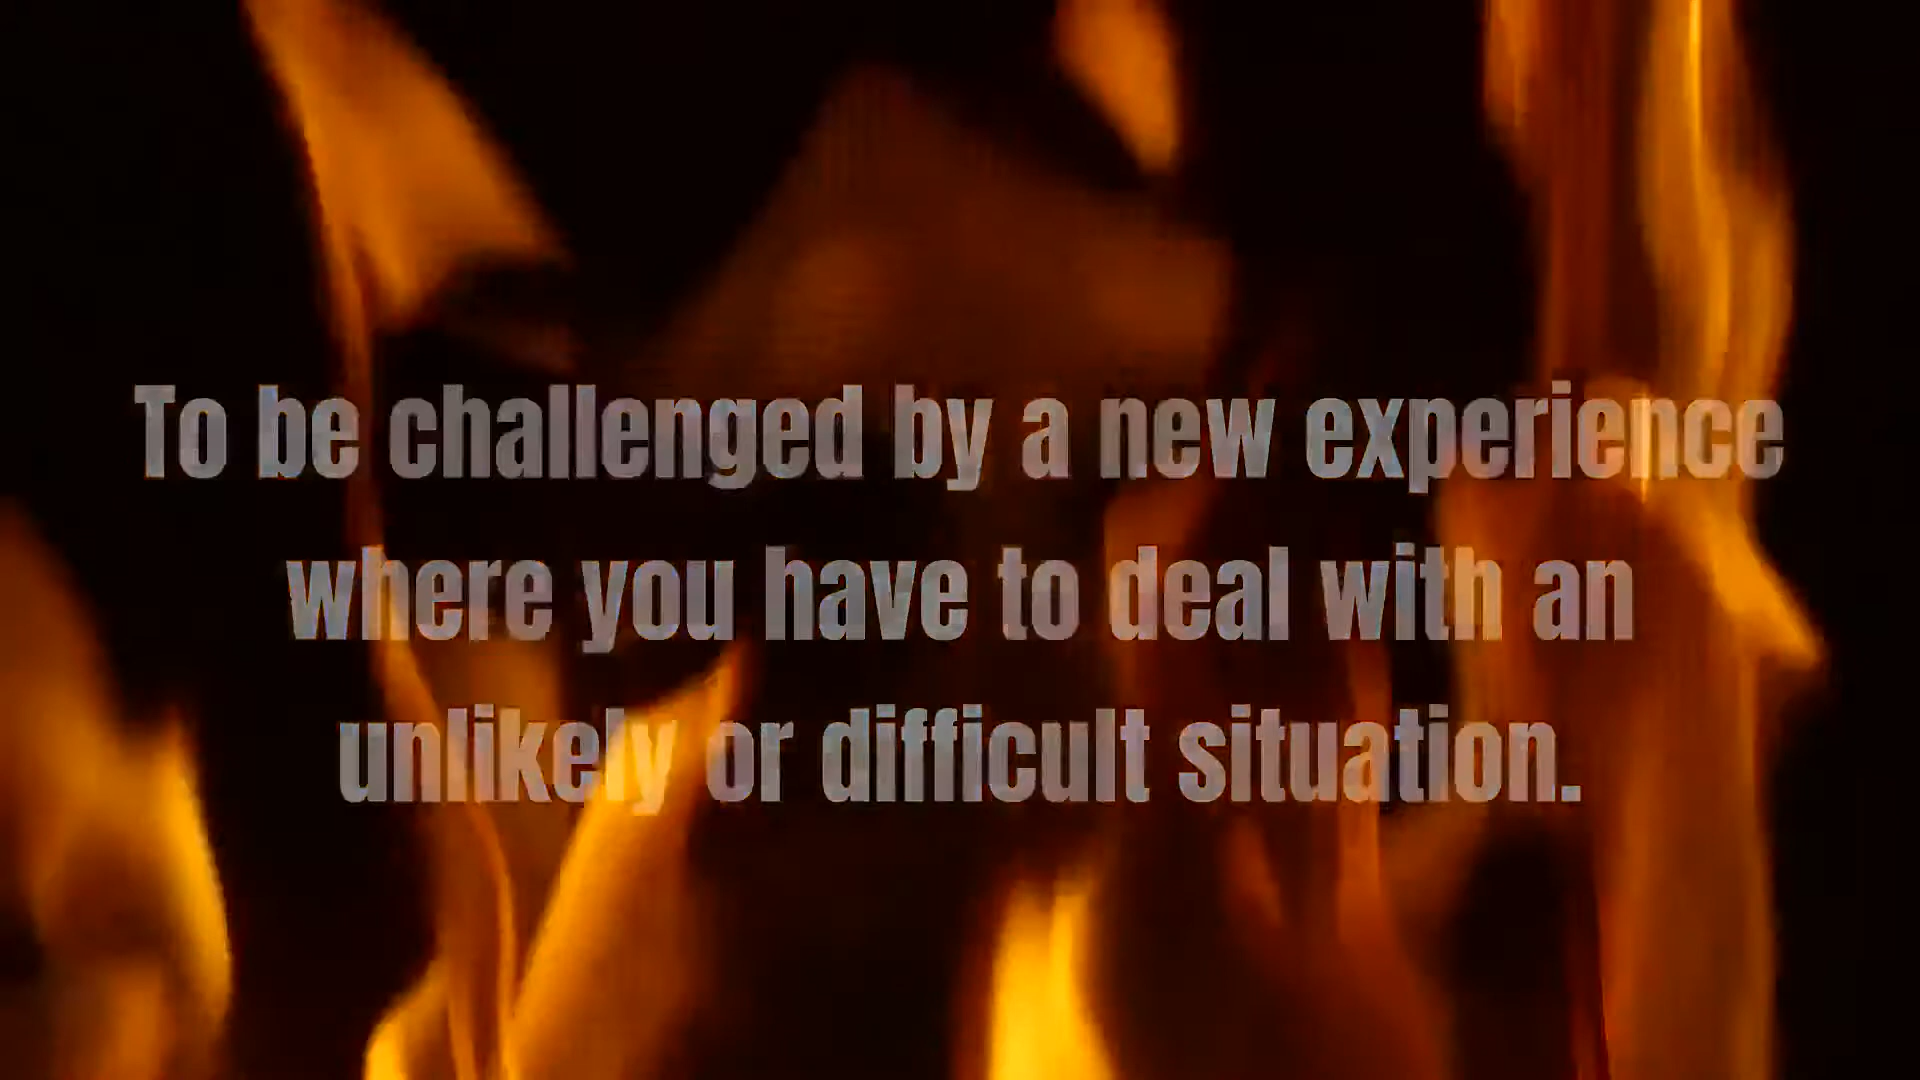 To be challenged by a new experience
where you have to deal with an
unlikely or difficult situation.